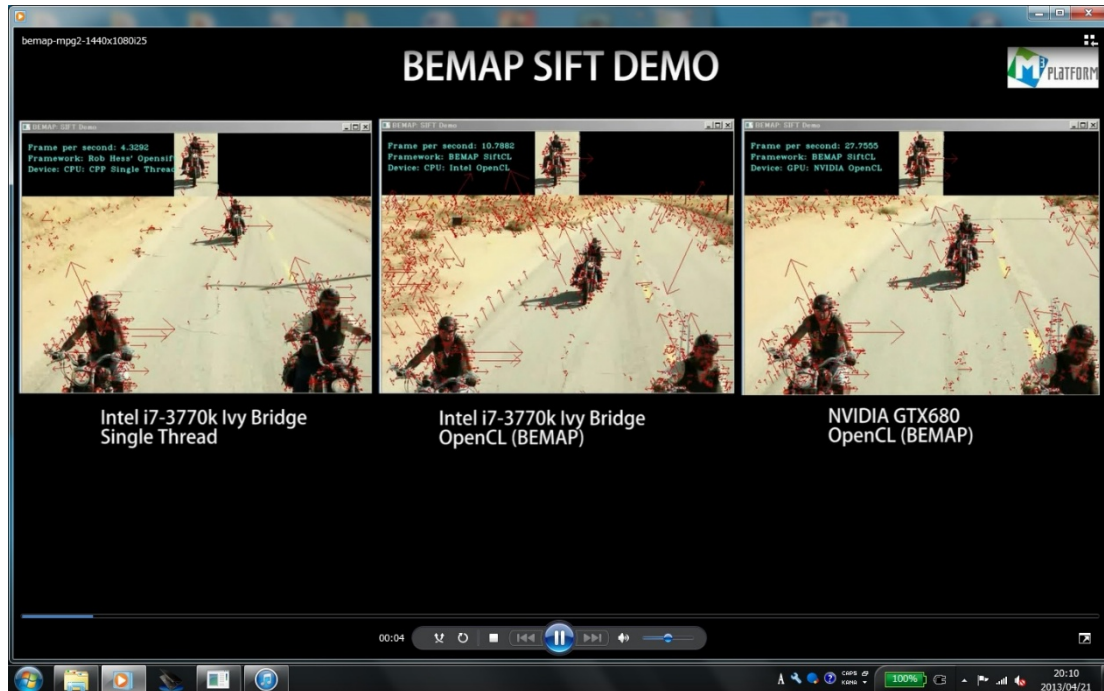 bemap-mpg2-1440x1080i25
BEMAP SIFT DEMO
M³ PLATFORM
BEMAP: SIFT Demo
Frame per second: 4.3292
Framework: Rob Hess' Opensif
Device: CPU: CPP Single Thread
BEMAP: SIFT Demo
Frame per second: 10.7882
Framework: BEMAP SiftCL
Device: CPU: Intel OpenCL
BEMAP: SIFT Demo
Frame per second: 27.7555
Framework: BEMAP SiftCL
Device: GPU: NVIDIA OpenCL
Intel i7-3770k Ivy Bridge
Single Thread
Intel i7-3770k Ivy Bridge
OpenCL (BEMAP)
NVIDIA GTX680
OpenCL (BEMAP)
00:04
A
CAPS
KANA
100%
20:10
2013/04/21